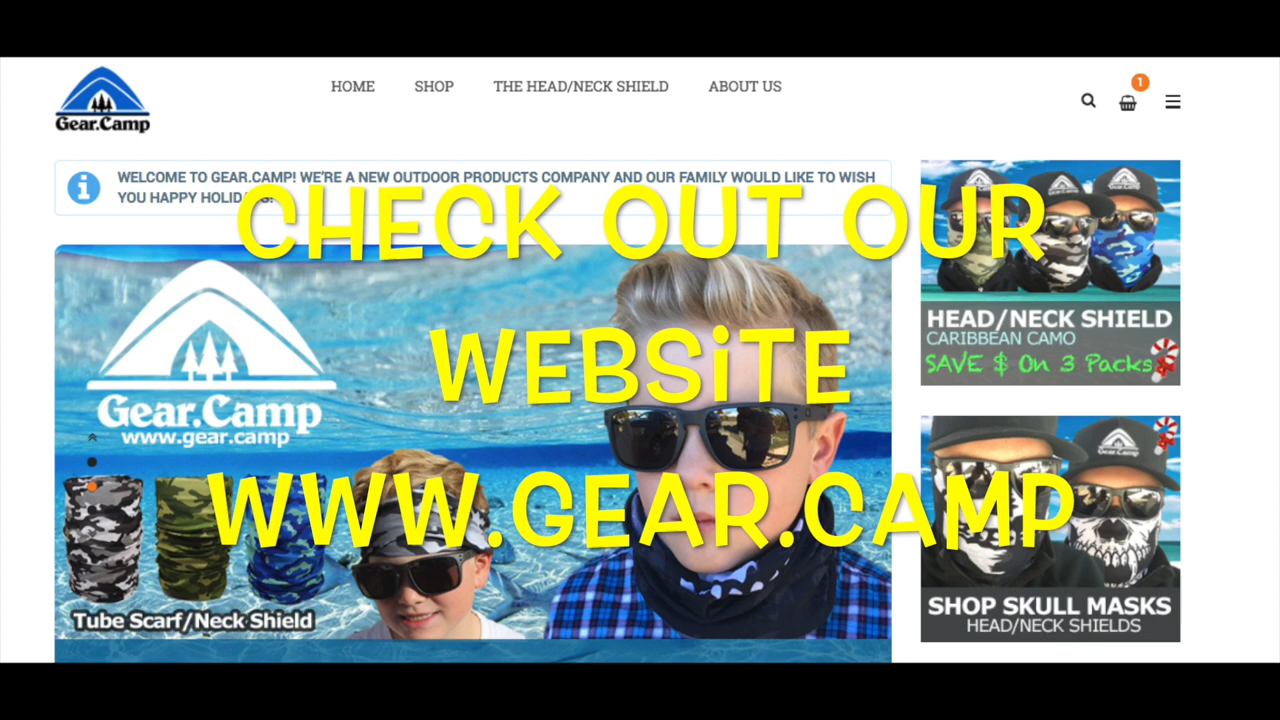 Gear.Camp
HOME SHOP THE HEAD/NECK SHIELD ABOUT US
1
WELCOME TO GEAR.CAMP! WE'RE A NEW OUTDOOR PRODUCTS COMPANY AND OUR FAMILY WOULD LIKE TO WISH
YOU HAPPY HOLIDAYS!
CHECK OUT OUR
WEBSiTE
WWW.GEAR.CAMP
Gear.Camp
www.gear.camp
Tube Scarf/Neck Shield
HEAD/NECK SHIELD
CARIBBEAN CAMO
SAVE $ On 3 Packs
Gear.Camp
SHOP SKULL MASKS
HEAD/NECK SHIELDS